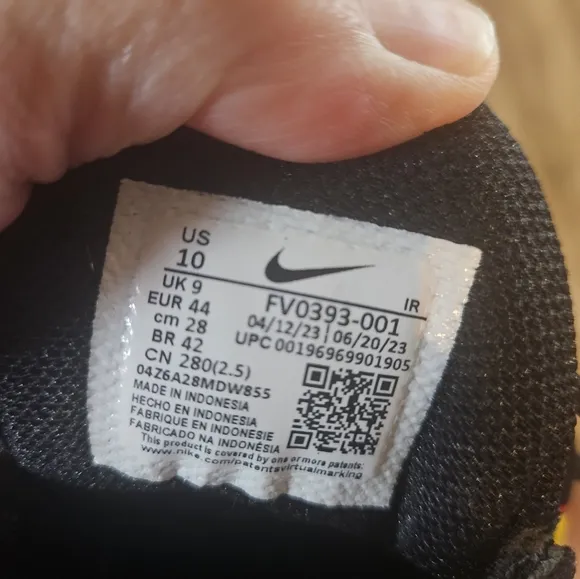 US
10
UK 9
EUR 44
cm 28
BR 42
CN 280(2.5)
04Z6A28MDW855
MADE IN INDONESIA
HECHO EN INDONESIA
FABRIQUE EN INDONESIE
FABRICADO NA INDONÉSIA
This product is covered by one or more patents:
www.nike.com/patentsvirtualmarking
IR
FV0393-001
04/12/23 | 06/20/23
UPC 00196969901905